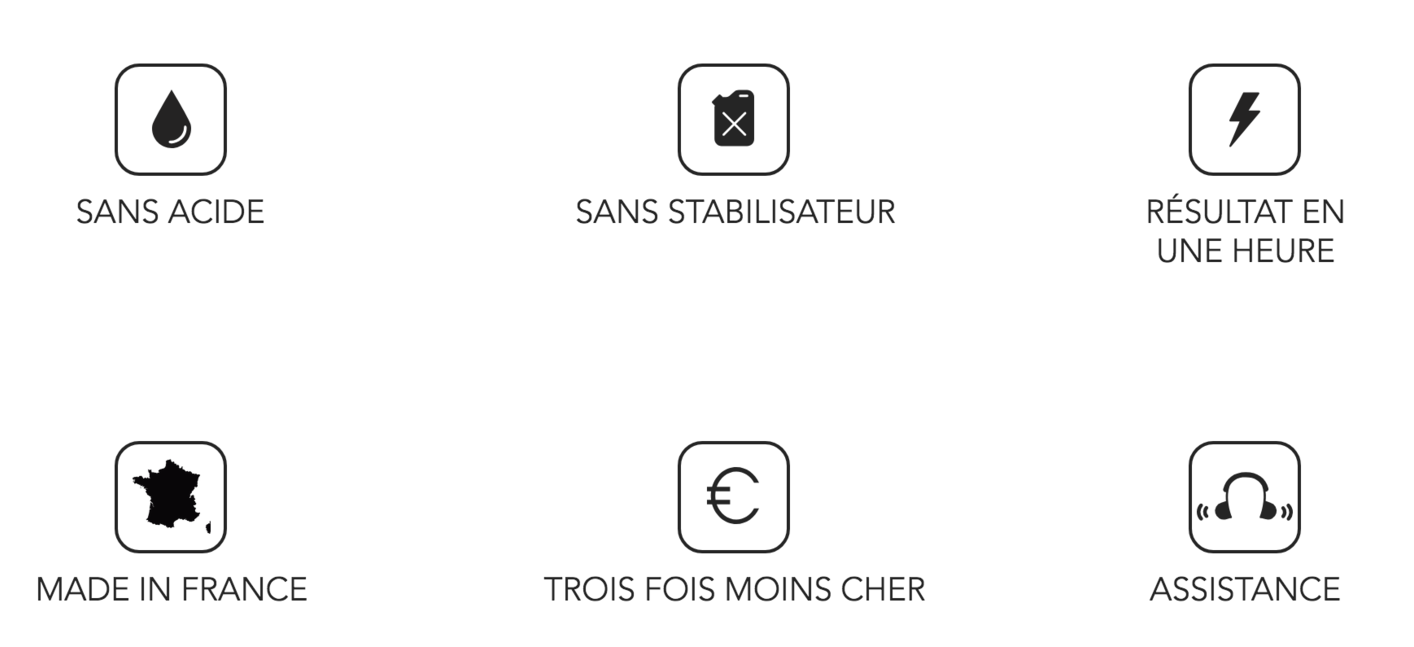 SANS ACIDE
SANS STABILISATEUR
RÉSULTAT EN
UNE HEURE
MADE IN FRANCE
TROIS FOIS MOINS CHER
ASSISTANCE